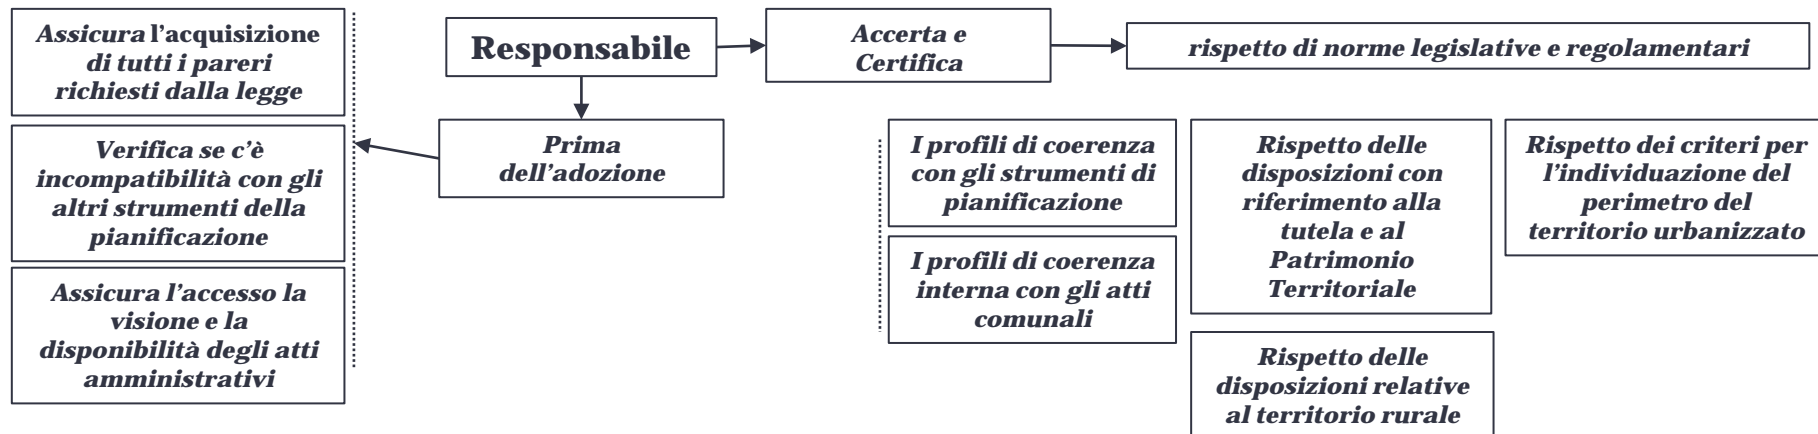 Assicura l'acquisizione
di tutti i pareri
richiesti dalla legge
Verifica se c'è
incompatibilità con gli
altri strumenti della
pianificazione
Assicura l'accesso la
visione e la
disponibilità degli atti
amministrativi
Responsabile
Prima
dell'adozione
Accerta e
Certifica
rispetto di norme legislative e regolamentari
I profili di coerenza
con gli strumenti di
pianificazione
I profili di coerenza
interna con gli atti
comunali
Rispetto delle
disposizioni con
riferimento alla
tutela e al
Patrimonio
Territoriale
Rispetto delle
disposizioni relative
al territorio rurale
Rispetto dei criteri per
l'individuazione del
perimetro del
territorio urbanizzato